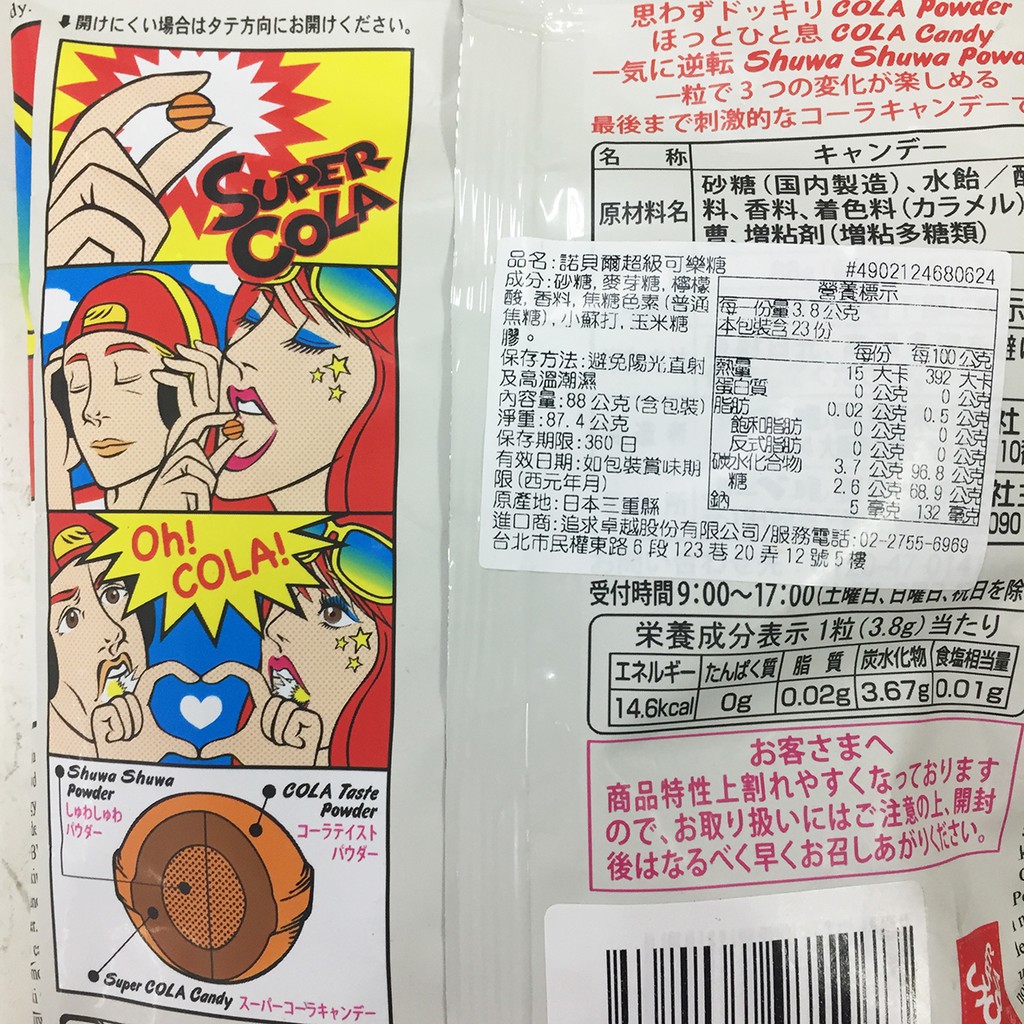 dy.
開けにくい場合はタテ方向にお開けください。
SUPER
COLA
Oh!
COLA!
Shuwa Shuwa
Powder
しゅわしゅわ
パウダー
COLA Taste
Powder
コーラテイスト
パウダー
Super COLA Candy スーパーコーラキャンデー
思わずドッキリ COLA Powder
ほっとひと息 COLA Candy
一気に逆転 Shuwa Shuwa Powd
一粒で3つの変化が楽しめる
最後まで刺激的なコーラキャンデーで
名称 キャンデー
原材料名 砂糖(国内製造)、水飴/酸
料、香料、着色料(カラメル)
曹、増粘剤(増粘多糖類)
品名:諾貝爾超級可樂糖
成分:砂糖, 麥芽糖, 檸檬
酸, 香料, 焦糖色素(普通
焦糖), 小蘇打, 玉米糖
膠。
保存方法:避免陽光直射
及高溫潮濕
內容量:88公克(含包裝)
淨重:87.4公克
保存期限:360日
有效日期:如包裝賞味期
限(西元年月)
原產地:日本三重縣
進口商:追求卓越股份有限公司/服務電話:02-2755-6969
台北市民權東路6段123巷20弄12號5樓
#4902124680624
營養標示
每一份量3.8公克
本包裝含23份
每份 每100公克
熱量 15大卡 392大卡
蛋白質 0公克 0公克
脂肪 0.02公克 0.5公克
飽和脂肪 0公克 0公克
反式脂肪 0公克 0公克
碳水化合物 3.7公克 96.8公克
糖 2.6公克 68.9公克
鈉 5毫克 132毫克
受付時間9:00〜17:00(土曜日、日曜日、祝日を除
栄養成分表示 1粒(3.8g)当たり
エネルギー たんぱく質 脂質 炭水化物 食塩相当量
14.6kcal 0g 0.02g 3.67g 0.01g
お客さまへ
商品特性上割れやすくなっております
ので、お取り扱いにはご注意の上、開封
後はなるべく早くお召しあがりください。